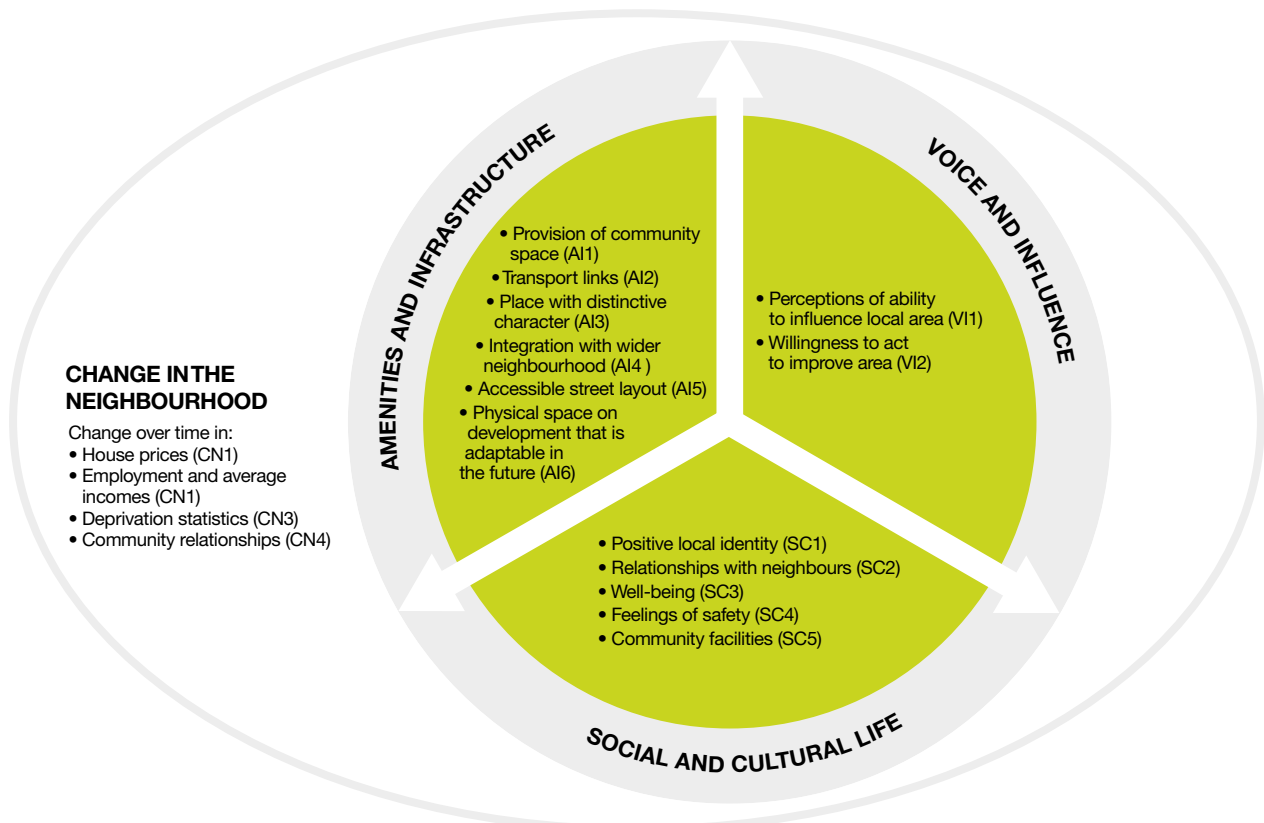 AMENITIES AND INFRASTRUCTURE
• Provision of community
space (AI1)
• Transport links (AI2)
• Place with distinctive
character (AI3)
• Integration with wider
neighbourhood (AI4 )
• Accessible street layout (AI5)
• Physical space on
development that is
adaptable in
the future (AI6)
VOICE AND INFLUENCE
• Perceptions of ability
to influence local area (VI1)
• Willingness to act
to improve area (VI2)
CHANGE IN THE
NEIGHBOURHOOD
Change over time in:
• House prices (CN1)
• Employment and average
incomes (CN1)
• Deprivation statistics (CN3)
• Community relationships (CN4)
• Positive local identity (SC1)
• Relationships with neighbours (SC2)
• Well-being (SC3)
• Feelings of safety (SC4)
• Community facilities (SC5)
SOCIAL AND CULTURAL LIFE